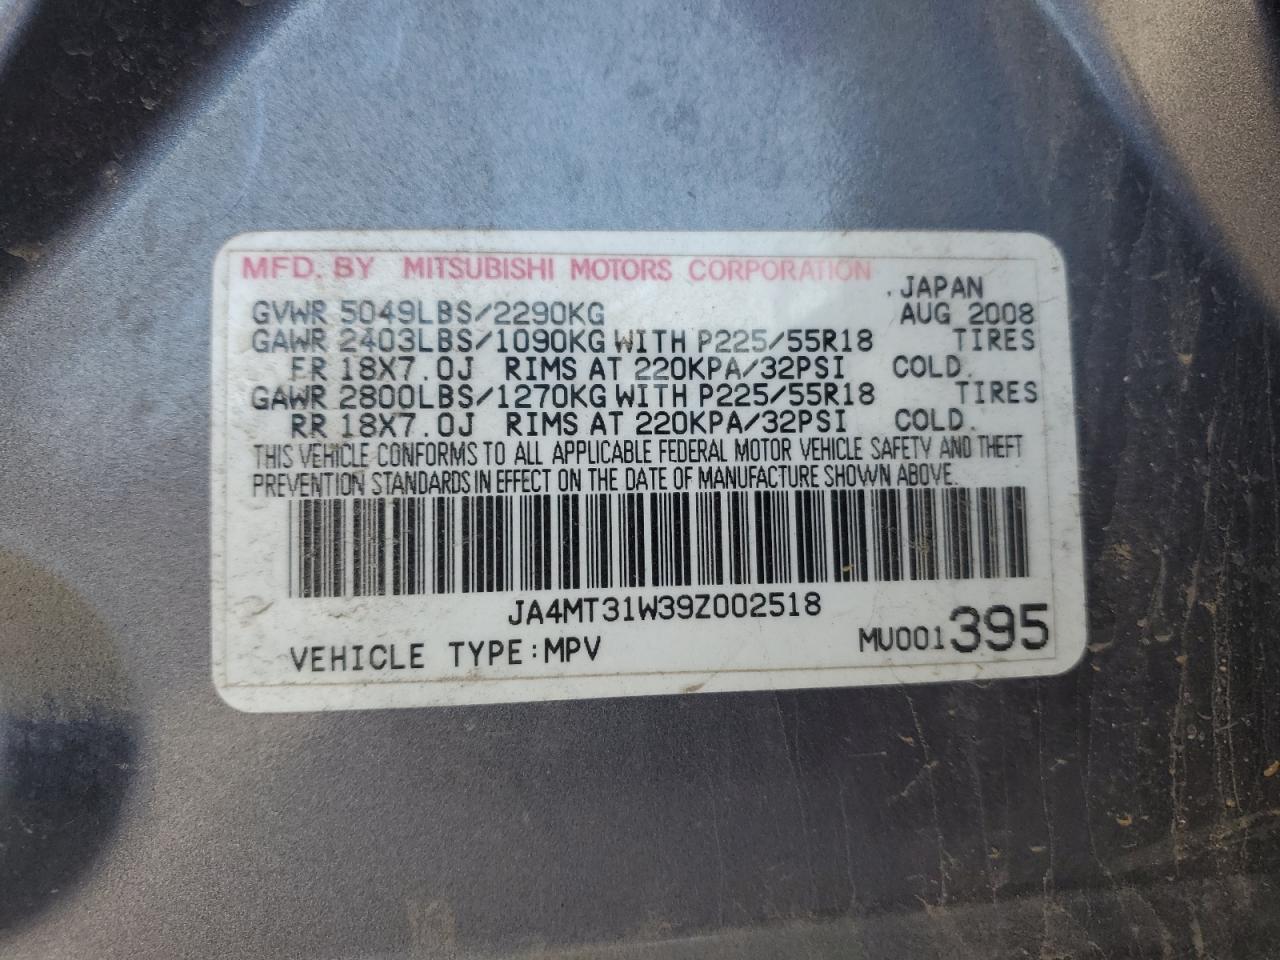 MFD. BY MITSUBISHI MOTORS CORPORATION
. JAPAN
GVWR 5049LBS/2290KG AUG 2008
GAWR 2403LBS/1090KG WITH P225/55R18 TIRES
FR 18X7.0J RIMS AT 220KPA/32PSI COLD.
GAWR 2800LBS/1270KG WITH P225/55R18 TIRES
RR 18X7.0J RIMS AT 220KPA/32PSI COLD.
THIS VEHICLE CONFORMS TO ALL APPLICABLE FEDERAL MOTOR VEHICLE SAFETY AND THEFT
PREVENTION STANDARDS IN EFFECT ON THE DATE OF MANUFACTURE SHOWN ABOVE.
JA4MT31W39Z002518
VEHICLE TYPE:MPV MU001395